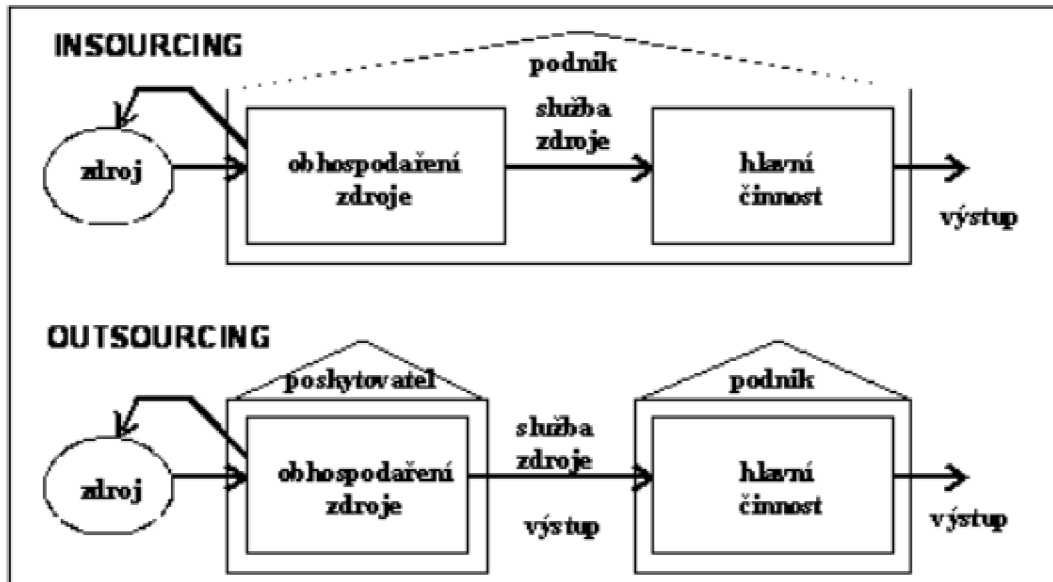 INSOURCING
podnik
služba
zdroje
zdroj
obhospodaření
zdroje
hlavní
činnost
výstup
OUTSOURCING
poskytovatel
podnik
služba
zdroje
zdroj
obhospodaření
zdroje
výstup
hlavní
činnost
výstup